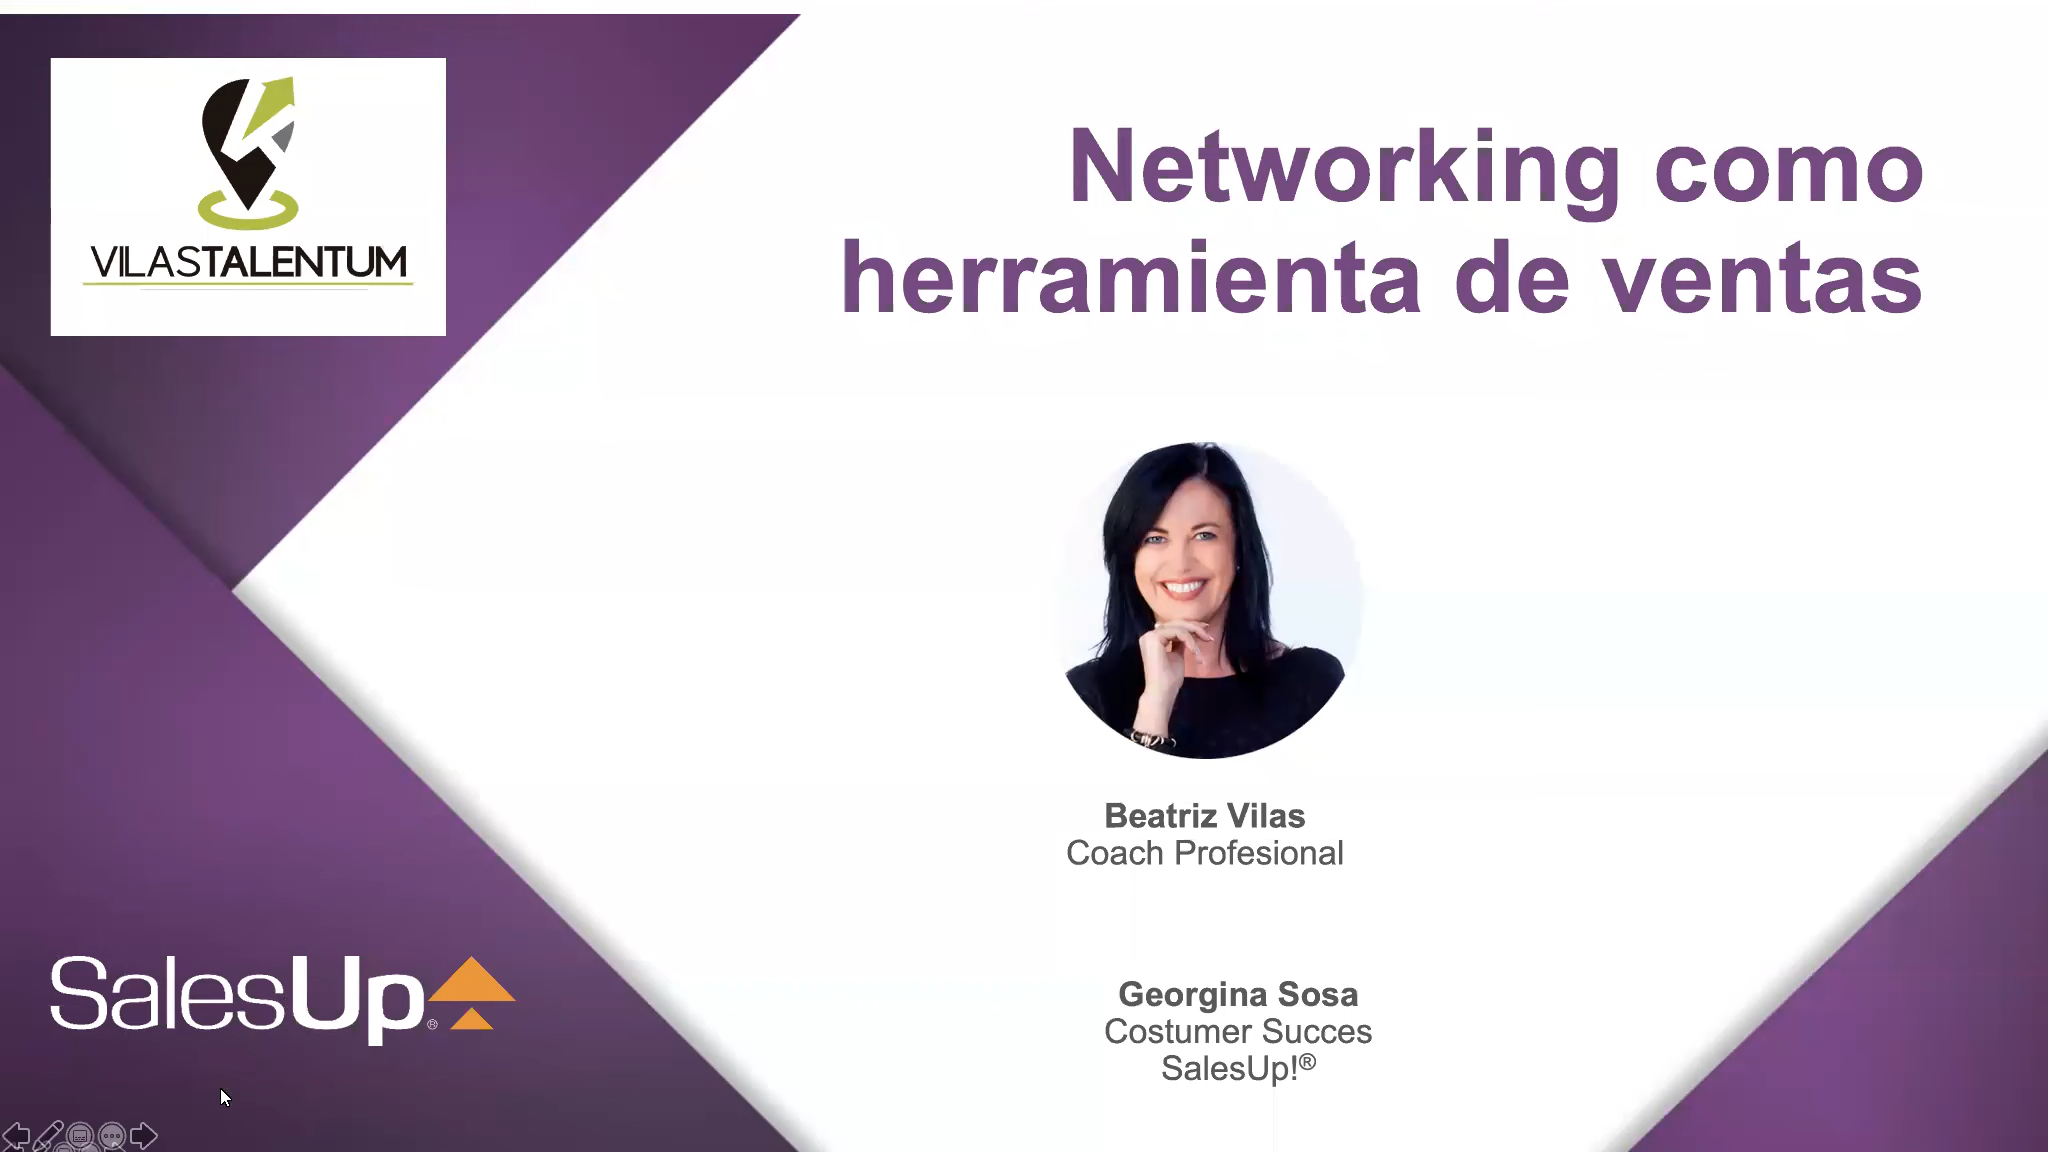 VILASTALENTUM
Networking como
herramienta de ventas
Beatriz Vilas
Coach Profesional
Georgina Sosa
Costumer Succes
SalesUp!®
SalesUp®